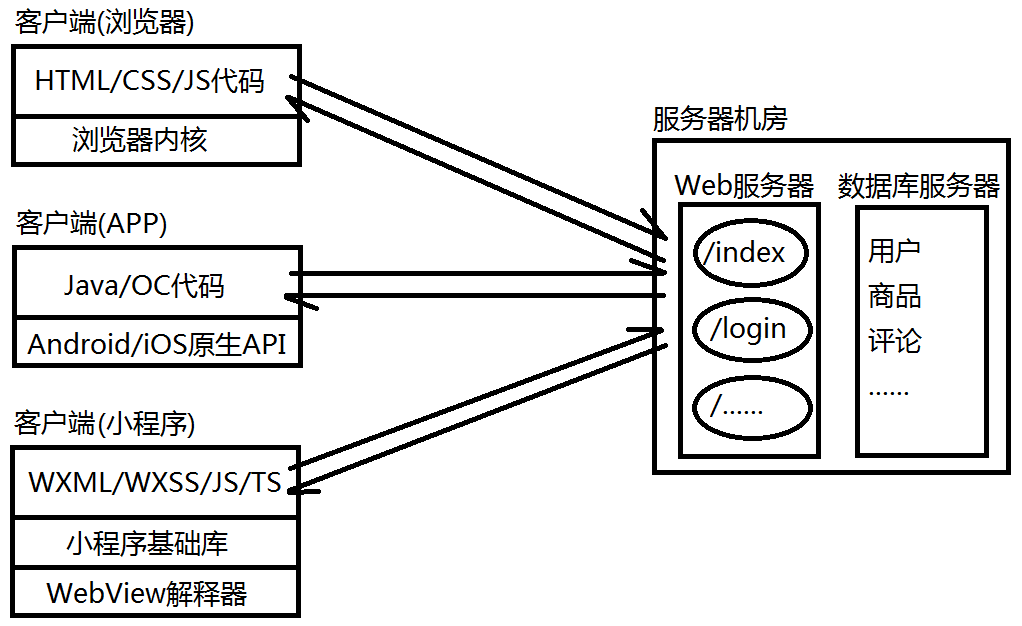 客户端(浏览器)
HTML/CSS/JS代码
浏览器内核
客户端(APP)
Java/OC代码
Android/iOS原生API
客户端(小程序)
WXML/WXSS/JS/TS
小程序基础库
WebView解释器
服务器机房
Web服务器
/index
/login
/......
数据库服务器
用户
商品
评论
......